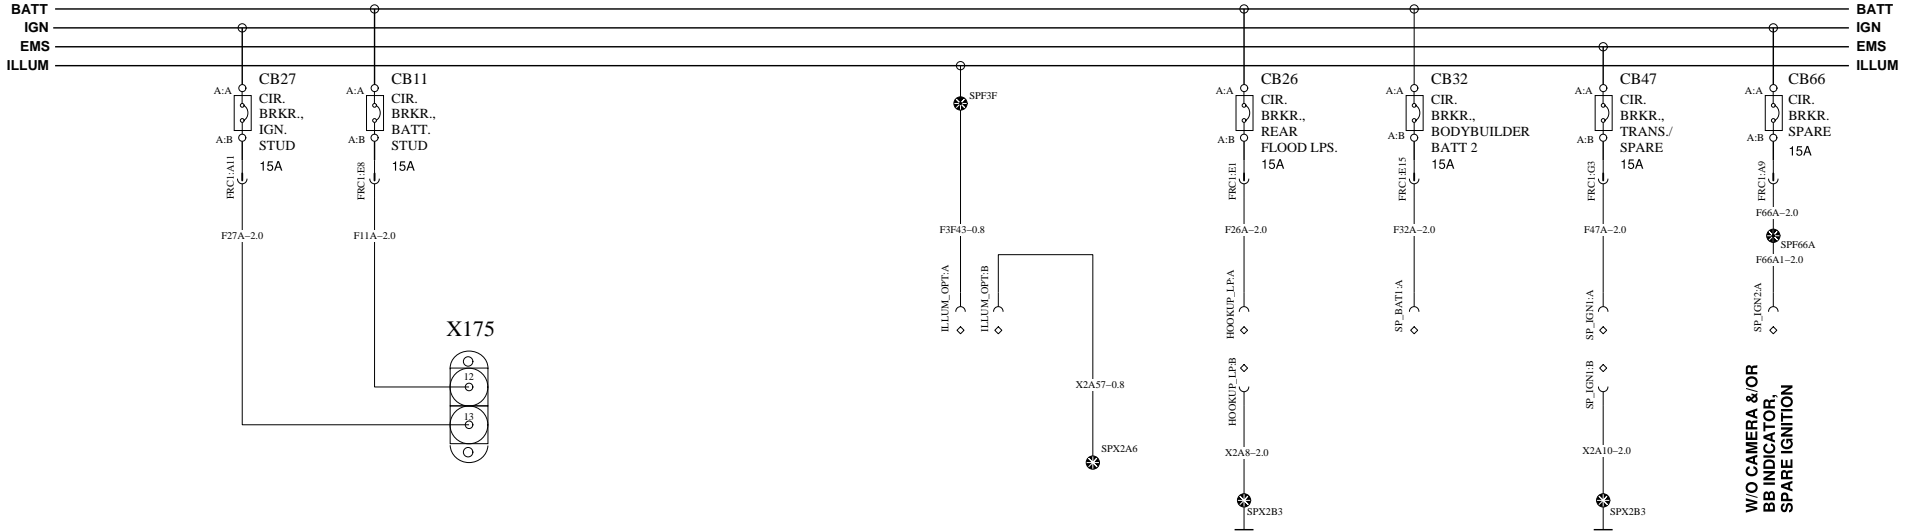 BATT
IGN
EMS
ILLUM
BATT
IGN
EMS
ILLUM
CB27
A:A
CIR.
BRKR.,
IGN.
STUD
A:B
15A
FRC1:A11
F27A–2.0
CB11
A:A
CIR.
BRKR.,
BATT.
STUD
A:B
15A
FRC1:E8
F11A–2.0
X175
12
13
SPF3F
F3F43–0.8
ILLUM_OPT:A
ILLUM_OPT:B
X2A57–0.8
SPX2A6
CB26
A:A
CIR.
BRKR.,
REAR
FLOOD LPS.
A:B
15A
FRC1:E1
F26A–2.0
HOOKUP_LP:A
HOOKUP_LP:B
X2A8–2.0
SPX2B3
CB32
A:A
CIR.
BRKR.,
BODYBUILDER
BATT 2
A:B
15A
FRC1:E15
F32A–2.0
SP_BAT1:A
CB47
A:A
CIR.
BRKR.,
TRANS./
SPARE
A:B
15A
FRC1:G3
F47A–2.0
SP_IGN1:A
SP_IGN1:B
X2A10–2.0
SPX2B3
CB66
A:A
CIR.
BRKR.
SPARE
A:B
15A
FRC1:A9
F66A–2.0
SPF66A
F66A1–2.0
SP_IGN2:A
W/O CAMERA &/OR
BB INDICATOR,
SPARE IGNITION